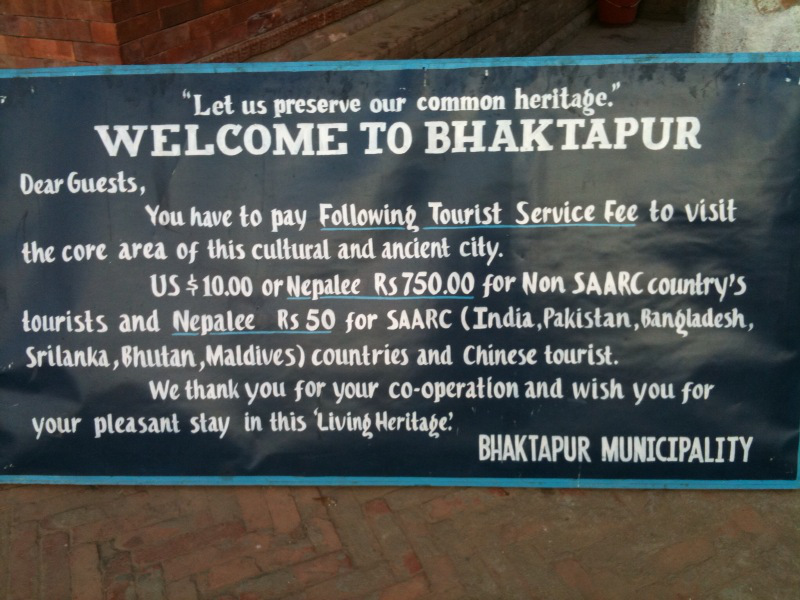 "Let us preserve our common heritage."
WELCOME TO BHAKTAPUR
Dear Guests,
You have to pay Following Tourist Service Fee to visit
the core area of this cultural and ancient city.
US $10.00 or Nepalee Rs 750.00 for Non SAARC country's
tourists and Nepalee Rs 50 for SAARC (India, Pakistan, Bangladesh,
Srilanka, Bhutan, Maldives) countries and Chinese tourist.
We thank you for your co-operation and wish you for
your pleasant stay in this 'Living Heritage'.
BHAKTAPUR MUNICIPALITY